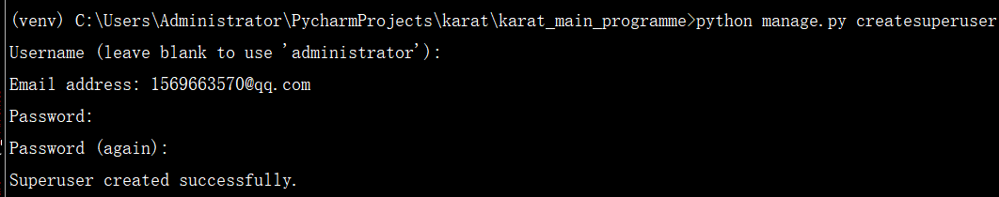 (venv) C:\Users\Administrator\PycharmProjects\karat\karat_main_programme>python manage.py createsuperuser
Username (leave blank to use 'administrator'):
Email address: 1569663570@qq.com
Password:
Password (again):
Superuser created successfully.